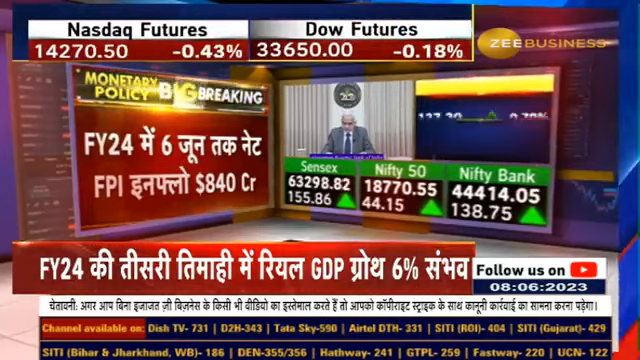 Nasdaq Futures
14270.50 -0.43%
Dow Futures
33650.00 -0.18%
ZEEBUSINESS
MONETARY
POLICY
BIG BREAKING
FY24 में 6 जून तक नेट
FPI इनफ्लो $840 Cr
Sensex
63298.82
155.86
Nifty 50
18770.55
44.15
Nifty Bank
44414.05
138.75
FY24 की तीसरी तिमाही में रियल GDP ग्रोथ 6% संभव
Follow us on
08:06:2023
चेतावनी: अगर आप बिना इजाजत ज़ी बिज़नेस के किसी भी वीडियो का इस्तेमाल करते हैं तो आपको कॉपीराइट स्ट्राइक के साथ कानूनी कार्रवाई का सामना करना पड़ेगा।
Channel available on: Dish TV- 731 | D2H-343 | Tata Sky-590 | Airtel DTH- 331 | SITI (ROI) - 404 | SITI (Gujarat) - 429
SITI (Bihar & Jharkhand, WB)- 186 | DEN-355/356 | Hathway- 241 | GTPL- 259 | Fastway- 220 | UCN- 122